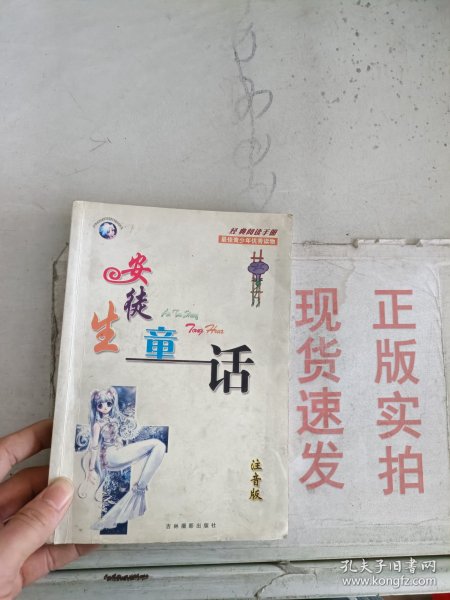 经典阅读手册
最佳青少年优秀读物
安徒
生童话
An Tu Sheng
Tong Hua
注音版
吉林摄影出版社
正版实拍
现货速发
孔夫子旧书网
www.kongfz.com